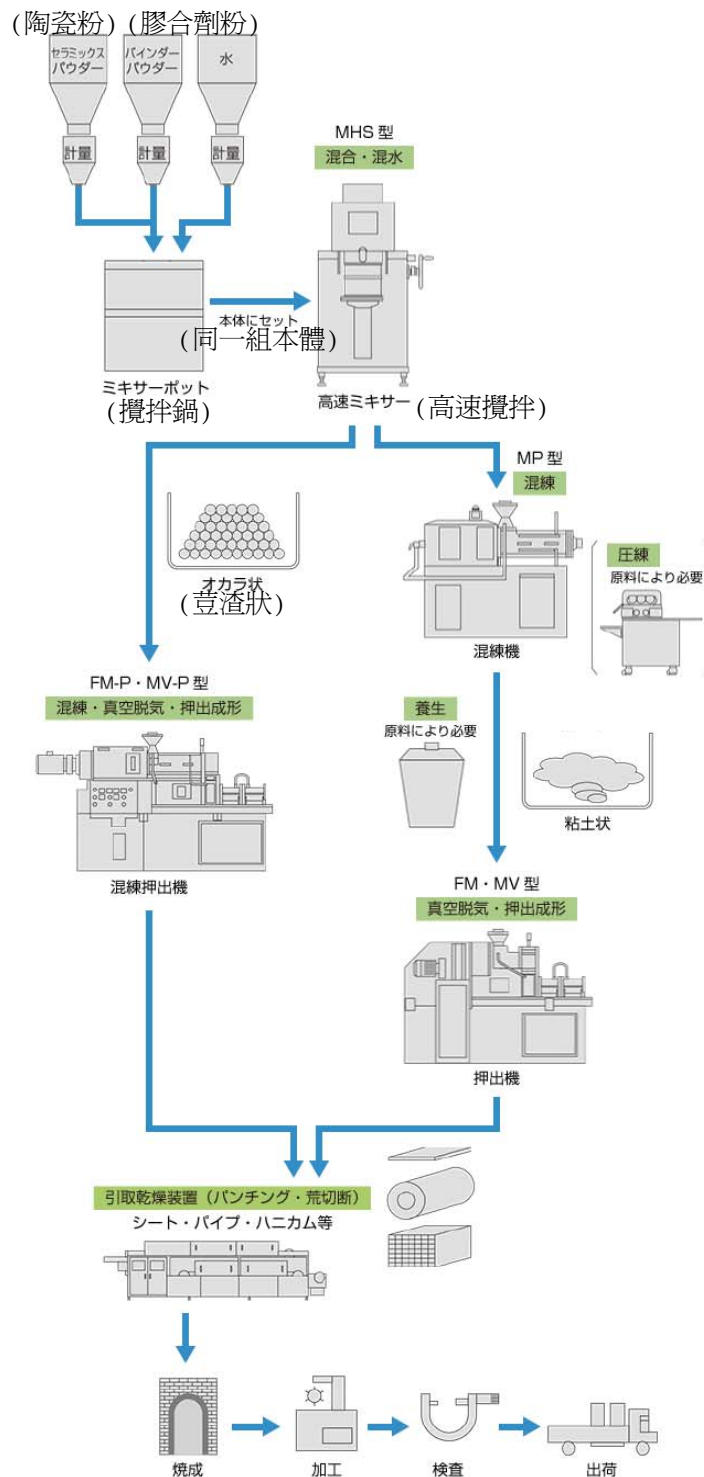 (陶瓷粉)(膠合劑粉)
セラミックス
パウダー
バインダー
パウダー
水
計量
計量
計量
MHS 型
混合・混水
本体にセット
(同一組本體)
ミキサーポット
(攪拌鍋)
高速ミキサー
(高速攪拌)
MP 型
混練
オカラ状
(荳渣狀)
圧練
原料により必要
混練機
FM-P・MV-P 型
混練・真空脱気・押出成形
混練押出機
養生
原料により必要
粘土状
FM・MV 型
真空脱気・押出成形
押出機
引取乾燥装置(パンチング・荒切断)
シート・パイプ・ハニカム等
焼成
加工
検査
出荷